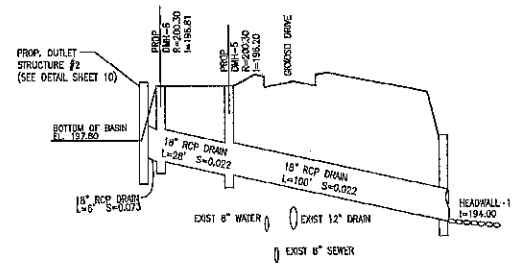 PROP. OUTLET
STRUCTURE #2
(SEE DETAIL SHEET 10)
PROP
DMH-6
R=200.30
I=196.81
PROP
DMH-5
R=200.30
I=196.20
GIOIOSO DRIVE
BOTTOM OF BASIN
EL. 197.80
18" RCP DRAIN
L=28' S=0.022
18" RCP DRAIN
L=100' S=0.022
18" RCP DRAIN
L=6' S=0.073
HEADWALL-1
I=194.00
EXIST 8" WATER
EXIST 12" DRAIN
EXIST 8" SEWER